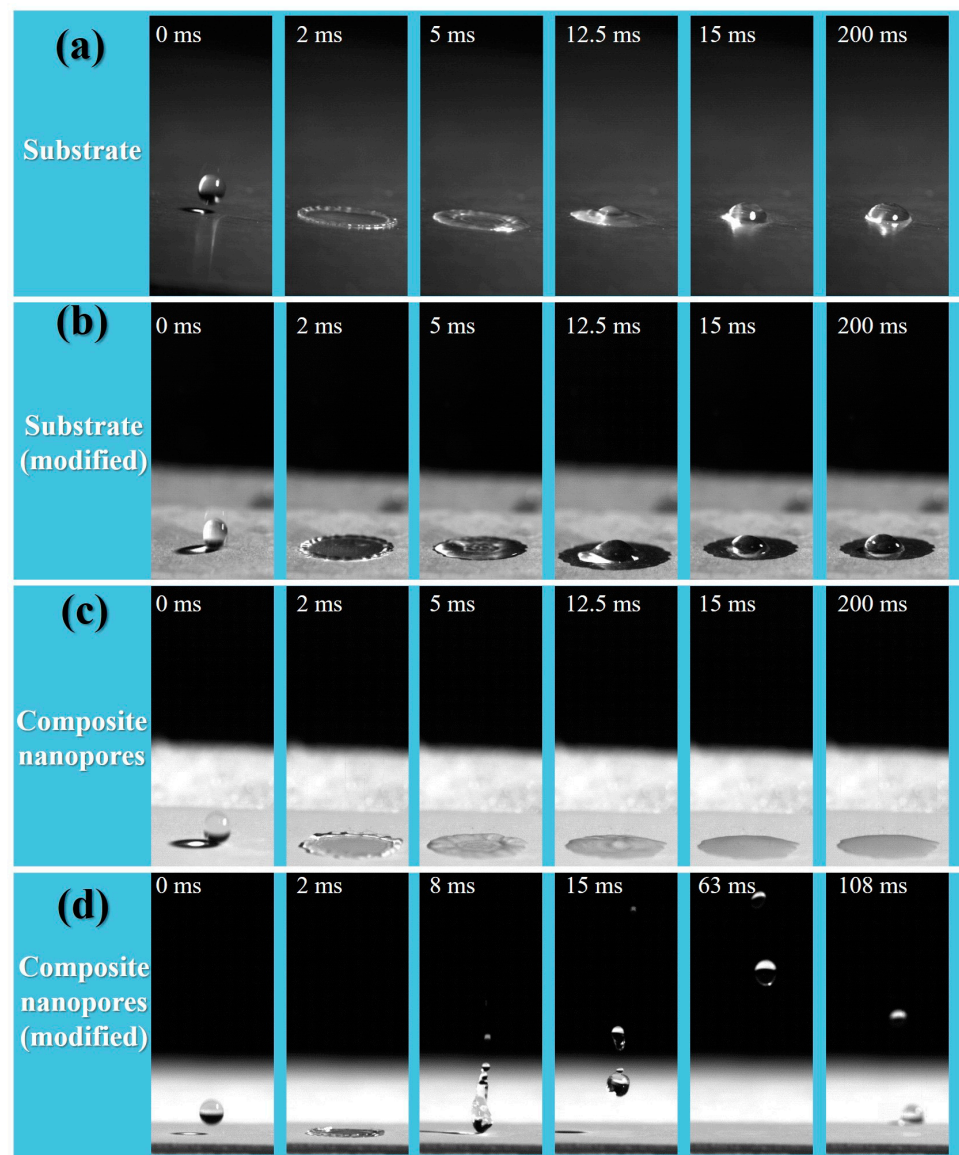 (a)
Substrate
0 ms
2 ms
5 ms
12.5 ms
15 ms
200 ms
(b)
Substrate
(modified)
0 ms
2 ms
5 ms
12.5 ms
15 ms
200 ms
(c)
Composite
nanopores
0 ms
2 ms
5 ms
12.5 ms
15 ms
200 ms
(d)
Composite
nanopores
(modified)
0 ms
2 ms
8 ms
15 ms
63 ms
108 ms